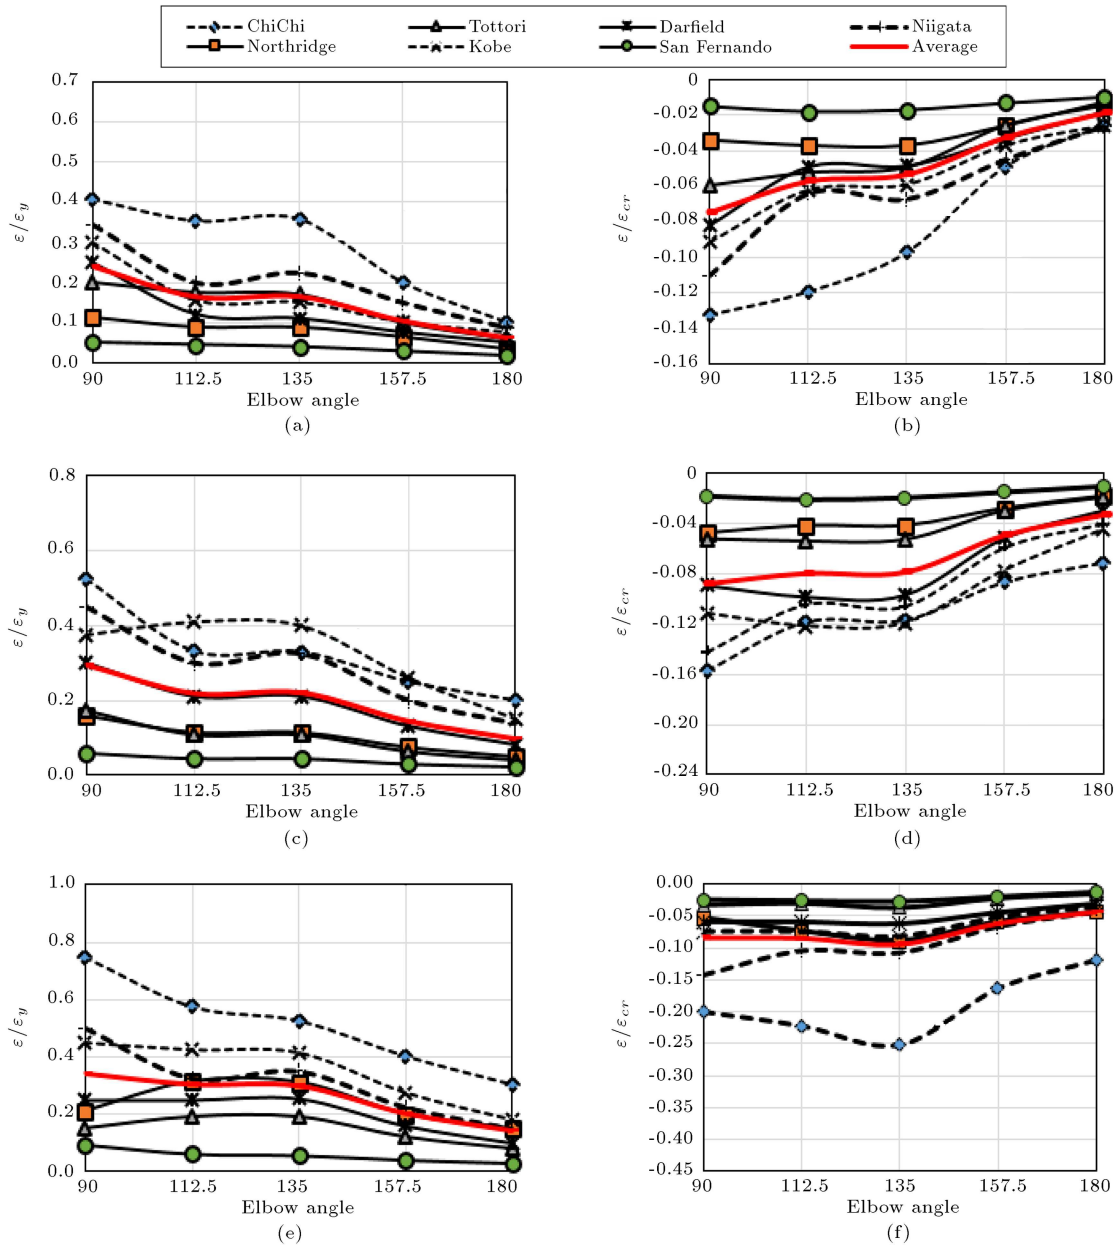 ChiChi Tottori Darfield Niigata
Northridge Kobe San Fernando Average
0.7
0.6
0.5
0.4
0.3
0.2
0.1
0.0
ε/εy
90 112.5 135 157.5 180
Elbow angle
(a)
0
-0.02
-0.04
-0.06
-0.08
-0.10
-0.12
-0.14
-0.16
ε/εcr
90 112.5 135 157.5 180
Elbow angle
(b)
0.8
0.6
0.4
0.2
0.0
ε/εy
90 112.5 135 157.5 180
Elbow angle
(c)
0
-0.04
-0.08
-0.12
-0.16
-0.20
-0.24
ε/εcr
90 112.5 135 157.5 180
Elbow angle
(d)
1.0
0.8
0.6
0.4
0.2
0.0
ε/εy
90 112.5 135 157.5 180
Elbow angle
(e)
0.00
-0.05
-0.10
-0.15
-0.20
-0.25
-0.30
-0.35
-0.40
-0.45
ε/εcr
90 112.5 135 157.5 180
Elbow angle
(f)